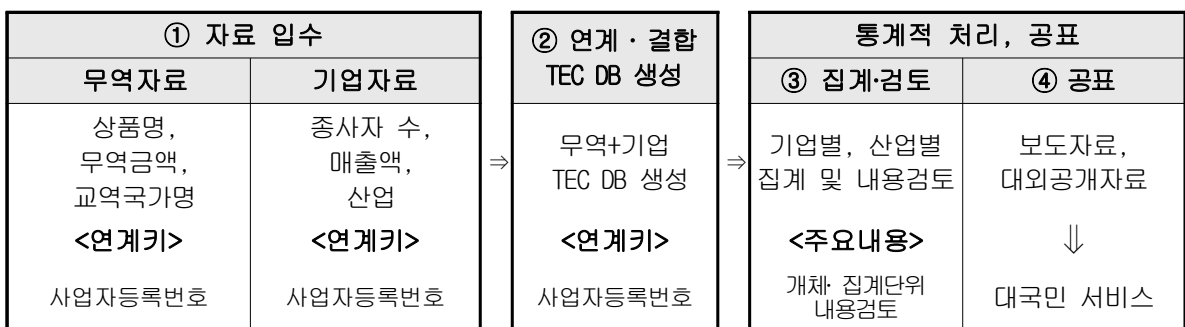 ① 자료 입수
무역자료
기업자료
상품명,
무역금액,
교역국가명
<연계키>
사업자등록번호
종사자 수,
매출액,
산업
<연계키>
사업자등록번호
⇒
② 연계·결합
TEC DB 생성
무역+기업
TEC DB 생성
<연계키>
사업자등록번호
⇒
통계적 처리, 공표
③ 집계·검토
기업별, 산업별
집계 및 내용검토
<주요내용>
개체· 집계단위
내용검토
④ 공표
보도자료,
대외공개자료
⇓
대국민 서비스